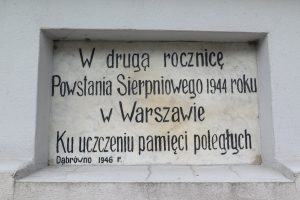 W drugą rocznicę
Powstania Sierpniowego 1944 roku
w Warszawie
Ku uczczeniu pamięci poległych
Dąbrówno 1946 r.